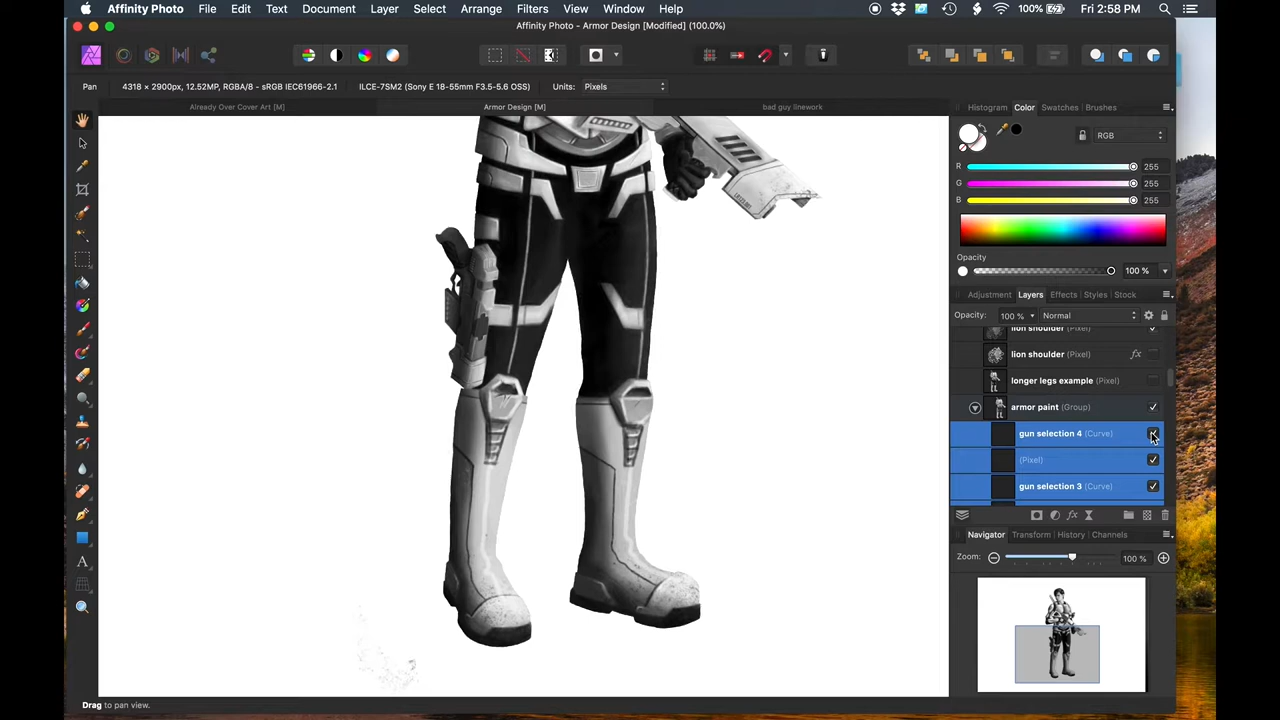 Affinity Photo File Edit Text Document Layer Select Arrange Filters View Window Help 100% Fri 2:58 PM
Affinity Photo - Armor Design [Modified] (100.0%)
Pan 4318 × 2900px, 12.52MP, RGBA/8 - sRGB IEC61966-2.1 ILCE-7SM2 (Sony E 18-55mm F3.5-5.6 OSS) Units: Pixels
Already Over Cover Art [M] Armor Design [M] bad guy linework
Histogram Color Swatches Brushes
RGB
R 255
G 255
B 255
Opacity
100 %
Adjustment Layers Effects Styles Stock
Opacity: 100 % Normal
lion shoulder (Pixel)
lion shoulder (Pixel) fx
longer legs example (Pixel)
armor paint (Group)
gun selection 4 (Curve)
(Pixel)
gun selection 3 (Curve)
fx
Navigator Transform History Channels
Zoom: 100 %
Drag to pan view.